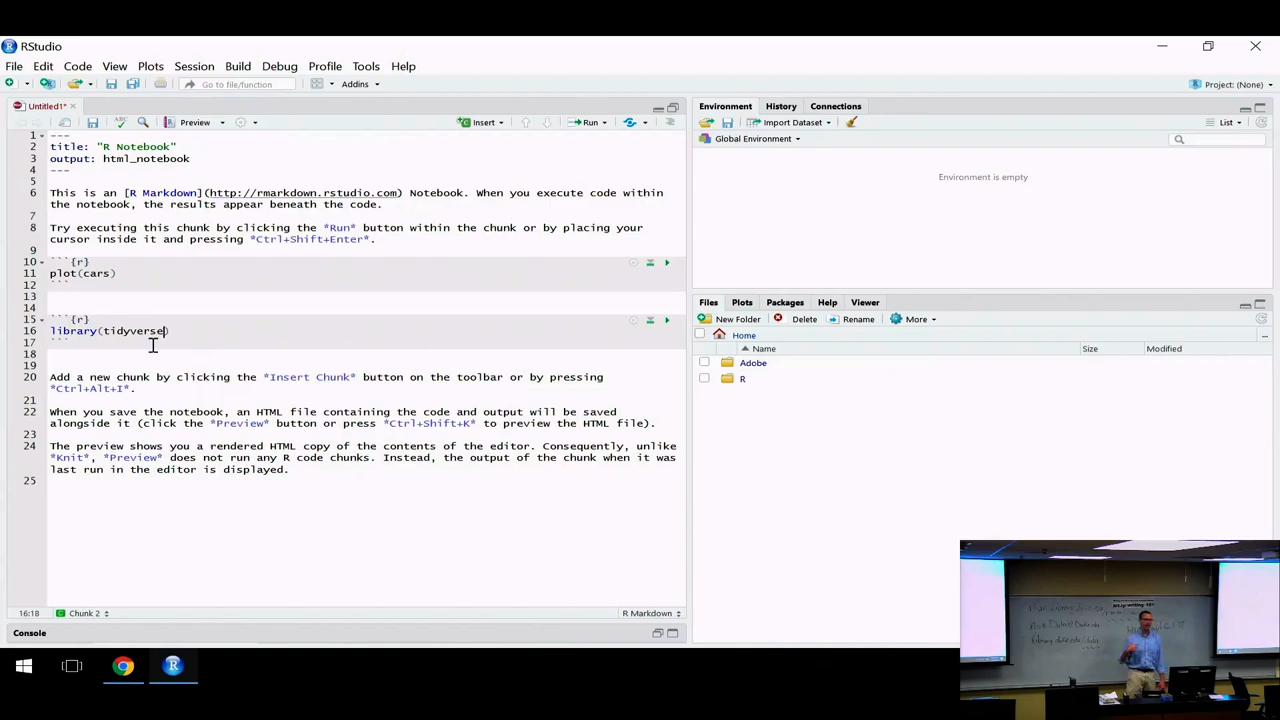 RStudio
File Edit Code View Plots Session Build Debug Profile Tools Help
Go to file/function Addins Project: (None)
Untitled1*
Preview Insert Run
1 ---
2 title: "R Notebook"
3 output: html_notebook
4 ---
5
6 This is an [R Markdown](http://rmarkdown.rstudio.com) Notebook. When you execute code within
the notebook, the results appear beneath the code.
7
8 Try executing this chunk by clicking the *Run* button within the chunk or by placing your
cursor inside it and pressing *Ctrl+Shift+Enter*.
9
10 ```{r}
11 plot(cars)
12 ```
13
14
15 ```{r}
16 library(tidyverse)
17 ```
18
19
20 Add a new chunk by clicking the *Insert Chunk* button on the toolbar or by pressing
*Ctrl+Alt+I*.
21
22 When you save the notebook, an HTML file containing the code and output will be saved
alongside it (click the *Preview* button or press *Ctrl+Shift+K* to preview the HTML file).
23
24 The preview shows you a rendered HTML copy of the contents of the editor. Consequently, unlike
*Knit*, *Preview* does not run any R code chunks. Instead, the output of the chunk when it was
last run in the editor is displayed.
25
16:18 Chunk 2 R Markdown
Console
Environment History Connections
Import Dataset List
Global Environment
Environment is empty
Files Plots Packages Help Viewer
New Folder Delete Rename More
Home ...
Name Size Modified
Adobe
R